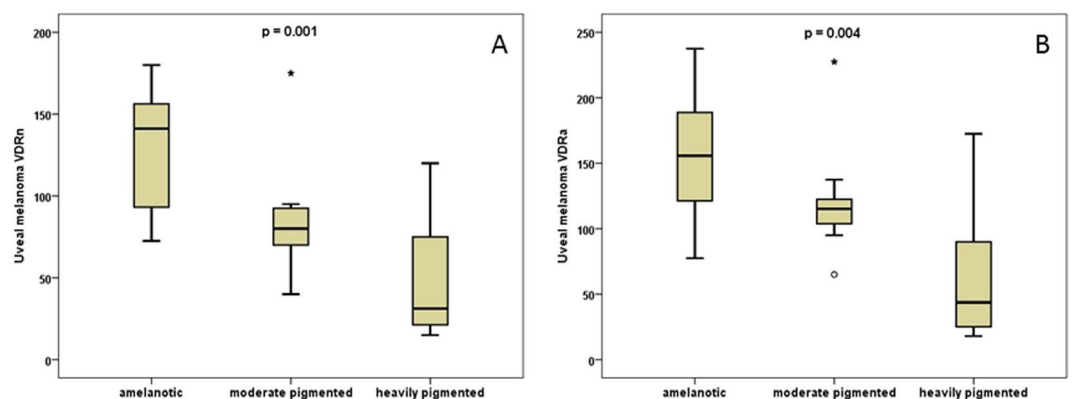 p = 0.001
A
200
150
100
50
0
Uveal melanoma VDRn
amelanotic
moderate pigmented
heavily pigmented
p = 0.004
B
250
200
150
100
50
0
Uveal melanoma VDRa
amelanotic
moderate pigmented
heavily pigmented